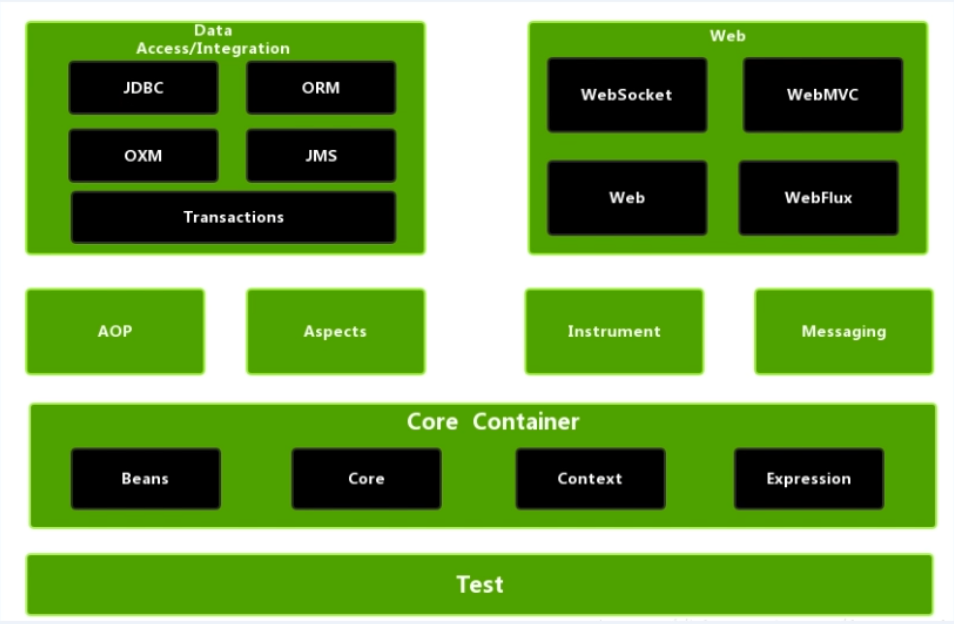 Data
Access/Integration
JDBC
ORM
OXM
JMS
Transactions
Web
WebSocket
WebMVC
Web
WebFlux
AOP
Aspects
Instrument
Messaging
Core Container
Beans
Core
Context
Expression
Test